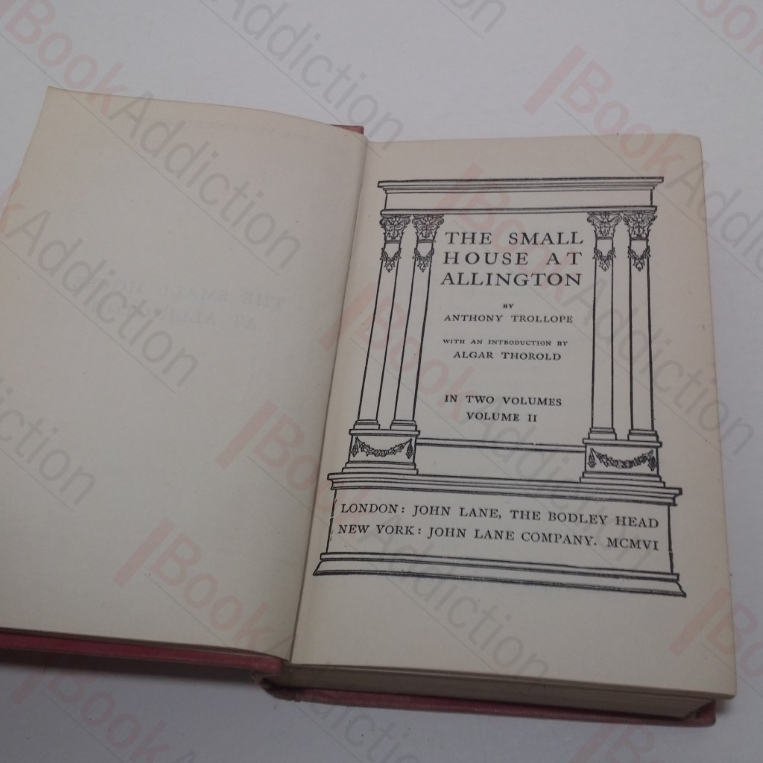 THE SMALL
HOUSE AT
ALLINGTON
BY
ANTHONY TROLLOPE
WITH AN INTRODUCTION BY
ALGAR THOROLD
IN TWO VOLUMES
VOLUME II
LONDON: JOHN LANE, THE BODLEY HEAD
NEW YORK: JOHN LANE COMPANY. MCMVI
BookAddiction